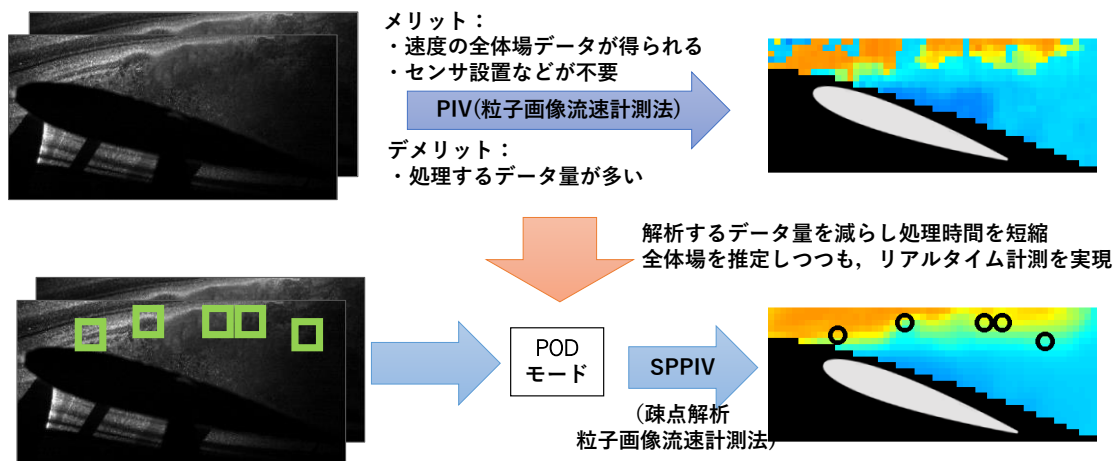 メリット：
・速度の全体場データが得られる
・センサ設置などが不要
PIV(粒子画像流速計測法)
デメリット：
・処理するデータ量が多い
解析するデータ量を減らし処理時間を短縮
全体場を推定しつつも，リアルタイム計測を実現
POD
モード
SPPIV
（疎点解析
粒子画像流速計測法）